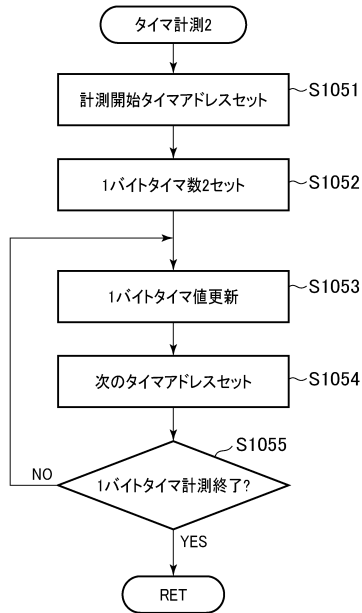 タイマ計測2
計測開始タイマアドレスセット
S1051
1バイトタイマ数2セット
S1052
1バイトタイマ値更新
S1053
次のタイマアドレスセット
S1054
S1055
1バイトタイマ計測終了?
NO
YES
RET